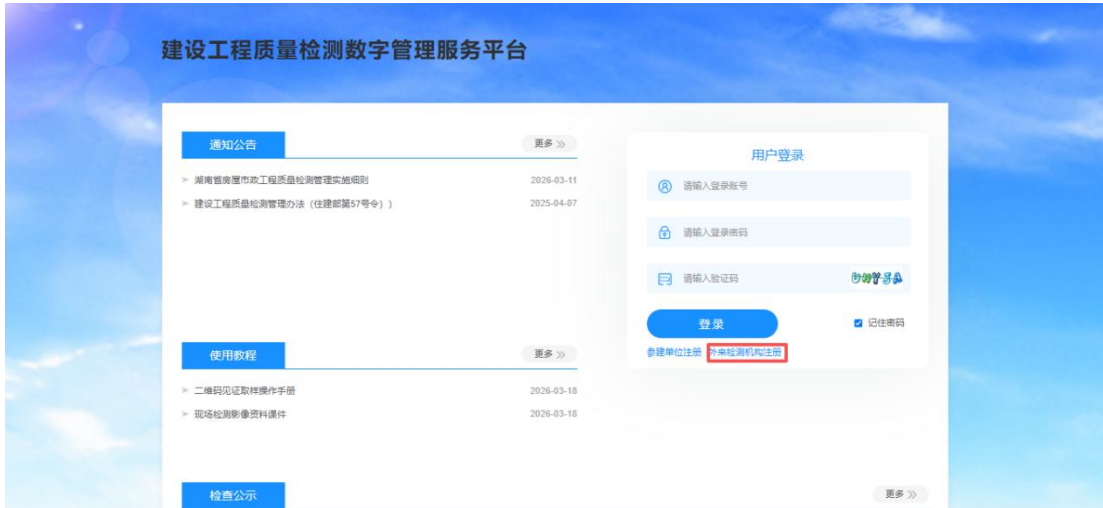 建设工程质量检测数字管理服务平台
通知公告
更多
湖南省房屋市政工程质量检测管理实施细则 2026-03-11
建设工程质量检测管理办法（住建部第57号令）） 2025-04-07
使用教程
更多
二维码见证取样操作手册 2026-03-18
现场检测影像资料课件 2026-03-18
用户登录
请输入登录账号
请输入登录密码
请输入验证码
登录
记住密码
参建单位注册 外来检测机构注册
检查公示
更多